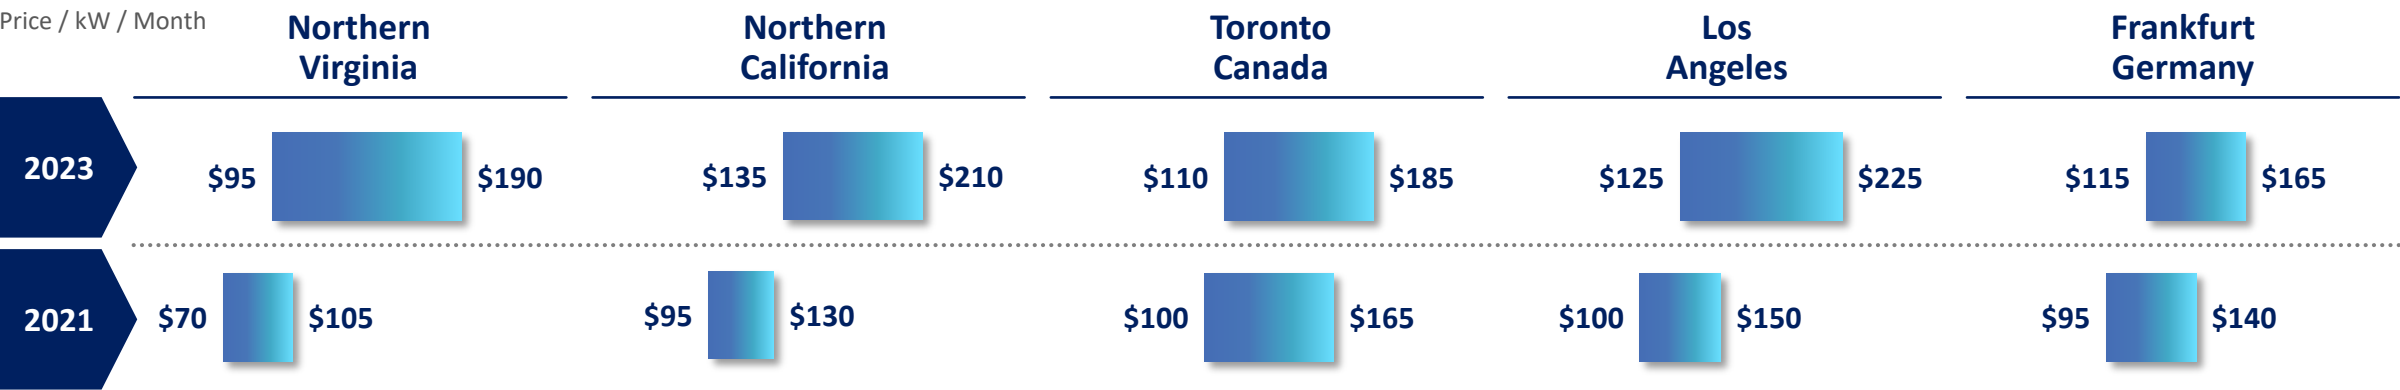 Price / kW / Month
Northern
Virginia
Northern
California
Toronto
Canada
Los
Angeles
Frankfurt
Germany
2023
$95
$190
$135
$210
$110
$185
$125
$225
$115
$165
2021
$70
$105
$95
$130
$100
$165
$100
$150
$95
$140